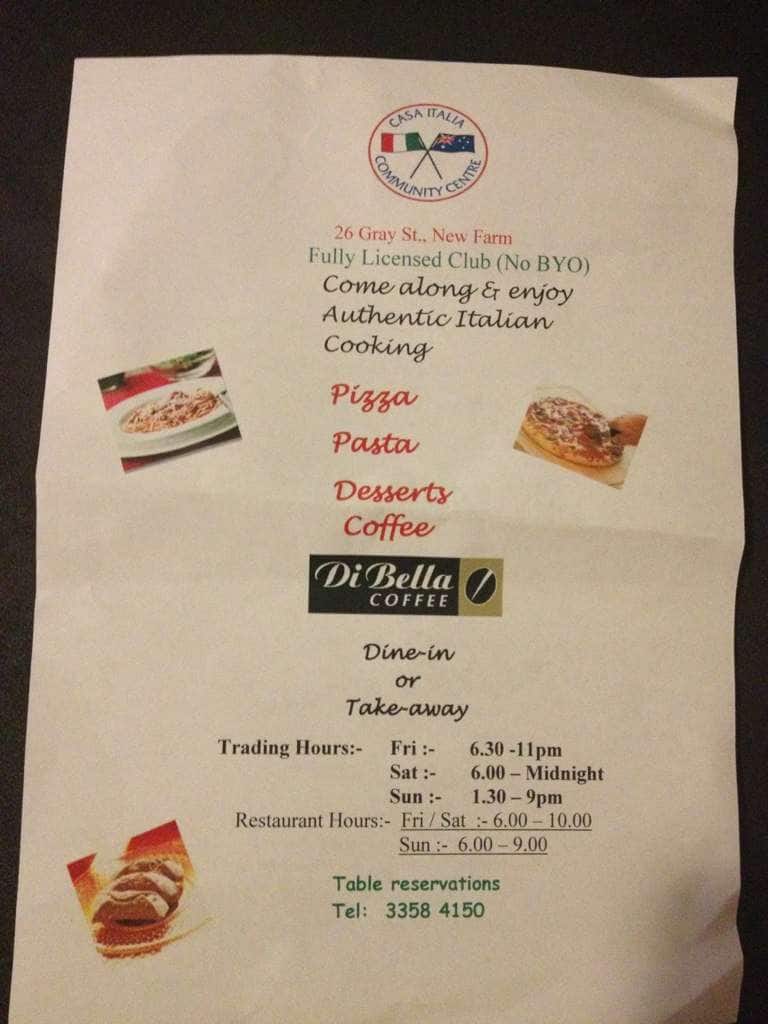 CASA ITALIA
COMMUNITY CENTRE
26 Gray St., New Farm
Fully Licensed Club (No BYO)
Come along & enjoy
Authentic Italian
Cooking
Pizza
Pasta
Desserts
Coffee
Di Bella
COFFEE
Dine-in
or
Take-away
Trading Hours:- Fri :- 6.30 -11pm
Sat :- 6.00 – Midnight
Sun :- 1.30 – 9pm
Restaurant Hours:- Fri / Sat :- 6.00 – 10.00
Sun :- 6.00 – 9.00
Table reservations
Tel: 3358 4150